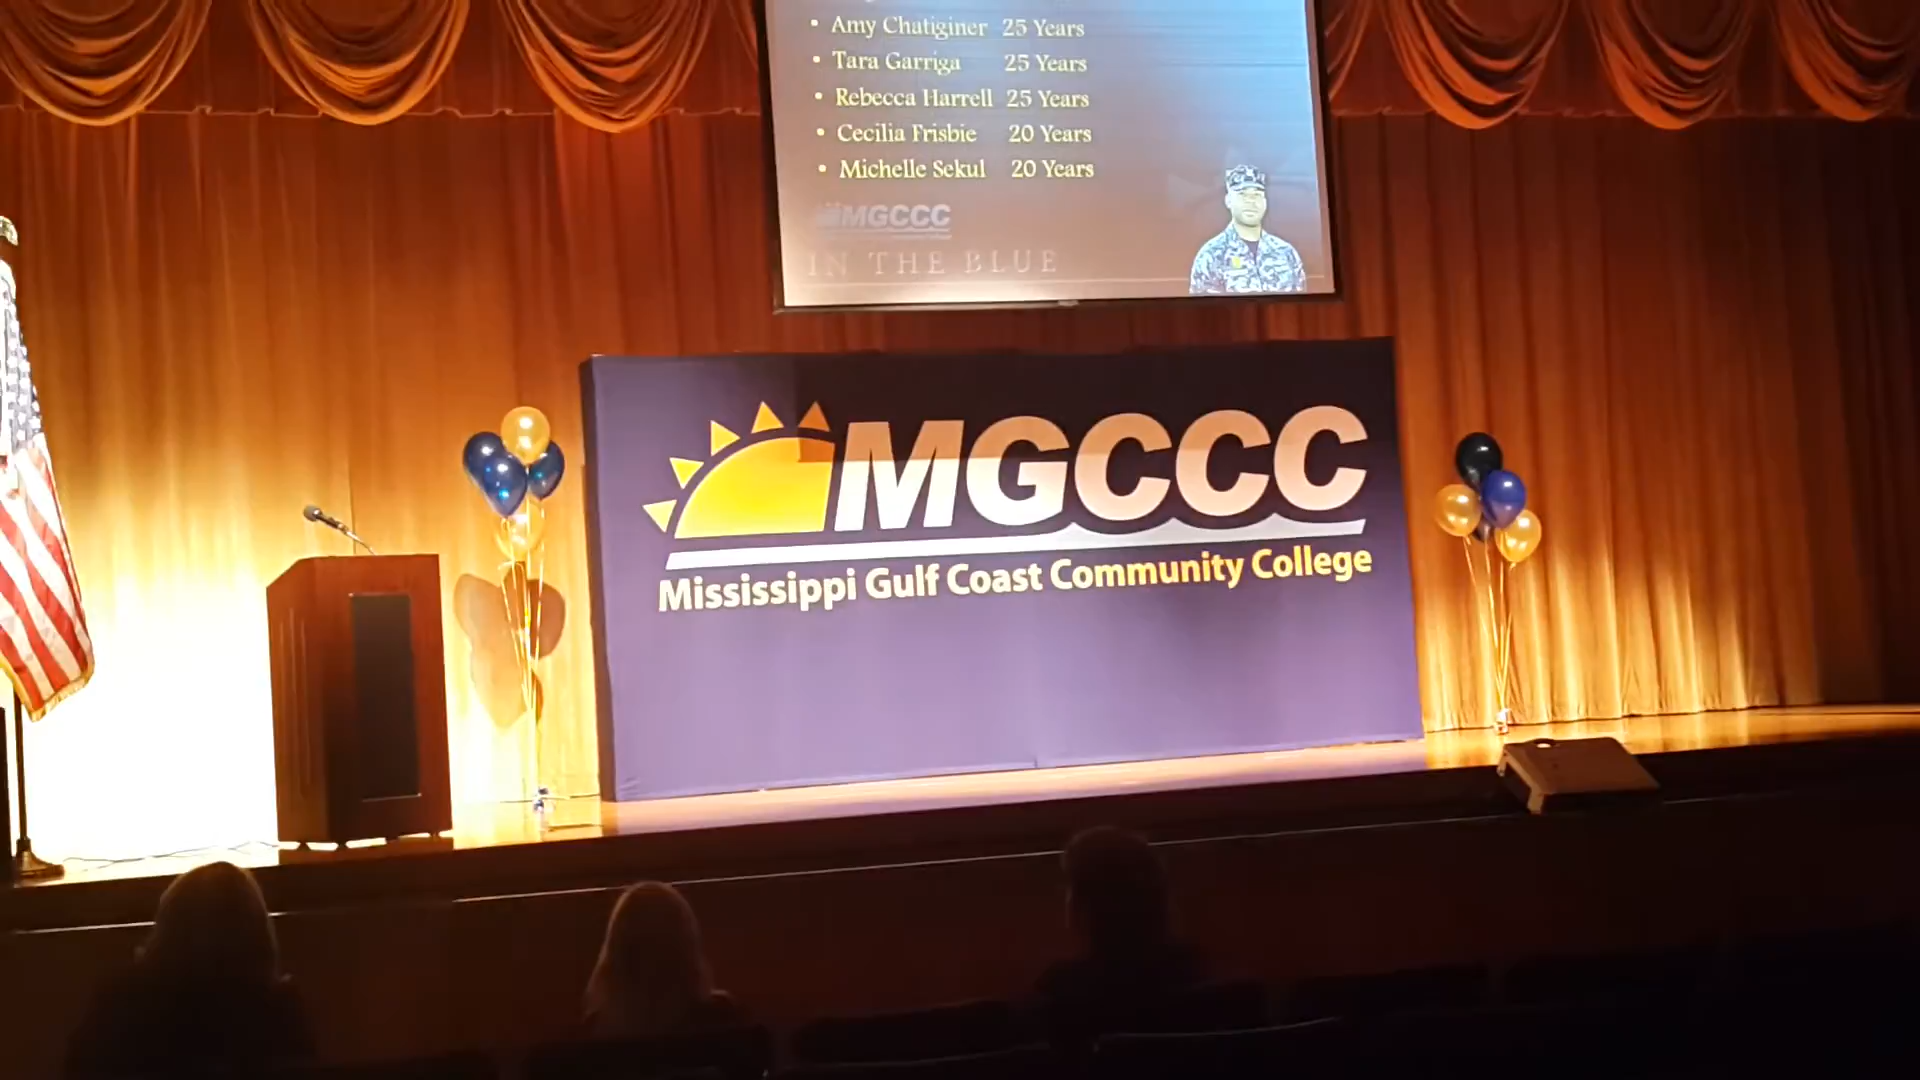 • Amy Chatiginer 25 Years
• Tara Garriga 25 Years
• Rebecca Harrell 25 Years
• Cecilia Frisbie 20 Years
• Michelle Sekul 20 Years
MGCCC
IN THE BLUE
MGCCC
Mississippi Gulf Coast Community College